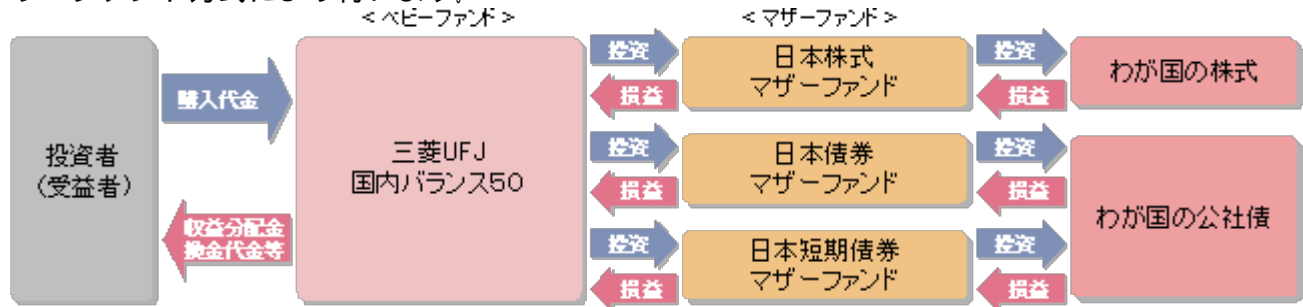 ＜ベビーファンド＞
＜マザーファンド＞
投資者
（受益者）
購入代金
収益分配金
換金代金等
三菱UFJ
国内バランス50
投資
損益
日本株式
マザーファンド
投資
損益
わが国の株式
投資
損益
日本債券
マザーファンド
投資
損益
投資
損益
日本短期債券
マザーファンド
投資
損益
わが国の公社債